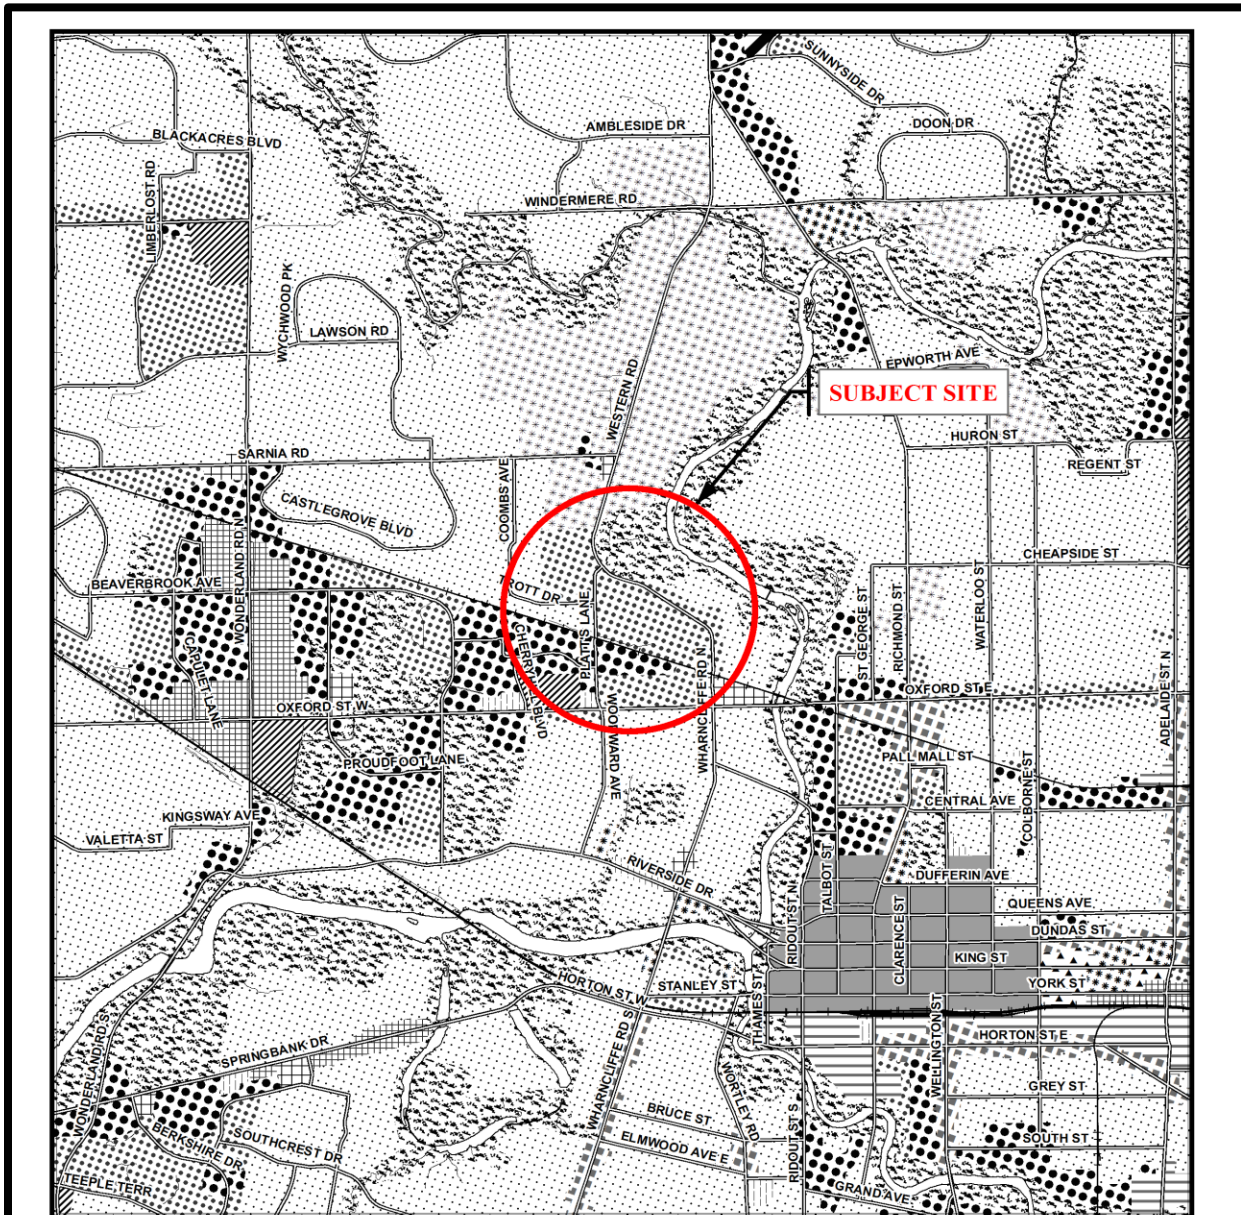 SUNNYSIDE DR
AMBLESIDE DR
DOON DR
BLACKACRES BLVD
LIMBERLOST RD
WINDERMERE RD
WYCHWOOD PK
LAWSON RD
EPWORTH AVE
WESTERN RD
SUBJECT SITE
HURON ST
SARNIA RD
REGENT ST
COOMBS AVE
CASTLEGROVE BLVD
WONDERLAND RD N
CHEAPSIDE ST
BEAVERBROOK AVE
TROTT DR
PLATTS LANE
ST GEORGE ST
RICHMOND ST
WATERLOO ST
CAPULET LANE
CHERRYHILL BLVD
WHARNCLIFFE RD N
ADELAIDE ST N
OXFORD ST W
OXFORD ST E
WOODWARD AVE
PROUDFOOT LANE
PALL MALL ST
COLBORNE ST
CENTRAL AVE
KINGSWAY AVE
VALETTA ST
RIVERSIDE DR
TALBOT ST
DUFFERIN AVE
QUEENS AVE
RIDOUT ST N
CLARENCE ST
DUNDAS ST
KING ST
HORTON ST W
STANLEY ST
YORK ST
THAMES ST
WONDERLAND RD S
SPRINGBANK DR
WHARNCLIFFE RD S
WELLINGTON ST
HORTON ST E
WORTLEY RD
GREY ST
BRUCE ST
RIDOUT ST S
BERKSHIRE DR
SOUTHCREST DR
ELMWOOD AVE E
SOUTH ST
TEEPLE TERR
GRAND AVE